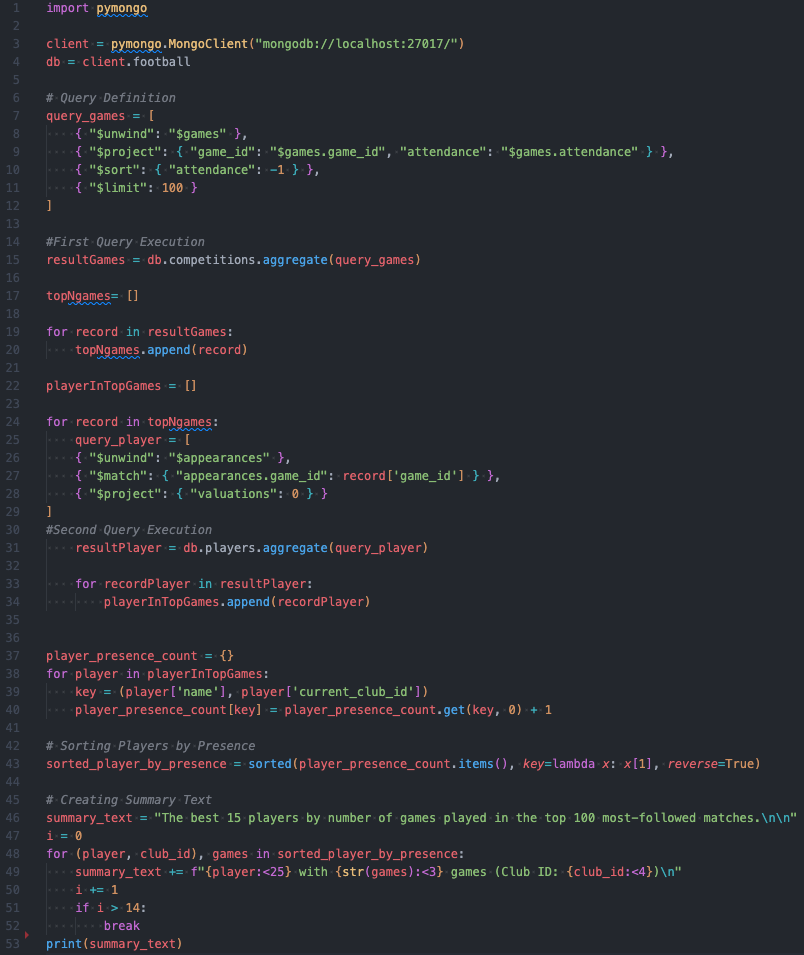 1 import pymongo
2
3 client = pymongo.MongoClient("mongodb://localhost:27017/")
4 db = client.football
5
6 # Query Definition
7 query_games = [
8     { "$unwind": "$games" },
9     { "$project": { "game_id": "$games.game_id", "attendance": "$games.attendance" } },
10     { "$sort": { "attendance": -1 } },
11     { "$limit": 100 }
12 ]
13
14 #First Query Execution
15 resultGames = db.competitions.aggregate(query_games)
16
17 topNgames= []
18
19 for record in resultGames:
20     topNgames.append(record)
21
22 playerInTopGames = []
23
24 for record in topNgames:
25     query_player = [
26     { "$unwind": "$appearances" },
27     { "$match": { "appearances.game_id": record['game_id'] } },
28     { "$project": { "valuations": 0 } }
29 ]
30 #Second Query Execution
31     resultPlayer = db.players.aggregate(query_player)
32
33     for recordPlayer in resultPlayer:
34         playerInTopGames.append(recordPlayer)
35
36
37 player_presence_count = {}
38 for player in playerInTopGames:
39     key = (player['name'], player['current_club_id'])
40     player_presence_count[key] = player_presence_count.get(key, 0) + 1
41
42 # Sorting Players by Presence
43 sorted_player_by_presence = sorted(player_presence_count.items(), key=lambda x: x[1], reverse=True)
44
45 # Creating Summary Text
46 summary_text = "The best 15 players by number of games played in the top 100 most-followed matches.\n\n"
47 i = 0
48 for (player, club_id), games in sorted_player_by_presence:
49     summary_text += f"{player:<25} with {str(games):<3} games (Club ID: {club_id:<4})\n"
50     i += 1
51     if i > 14:
52         break
53 print(summary_text)